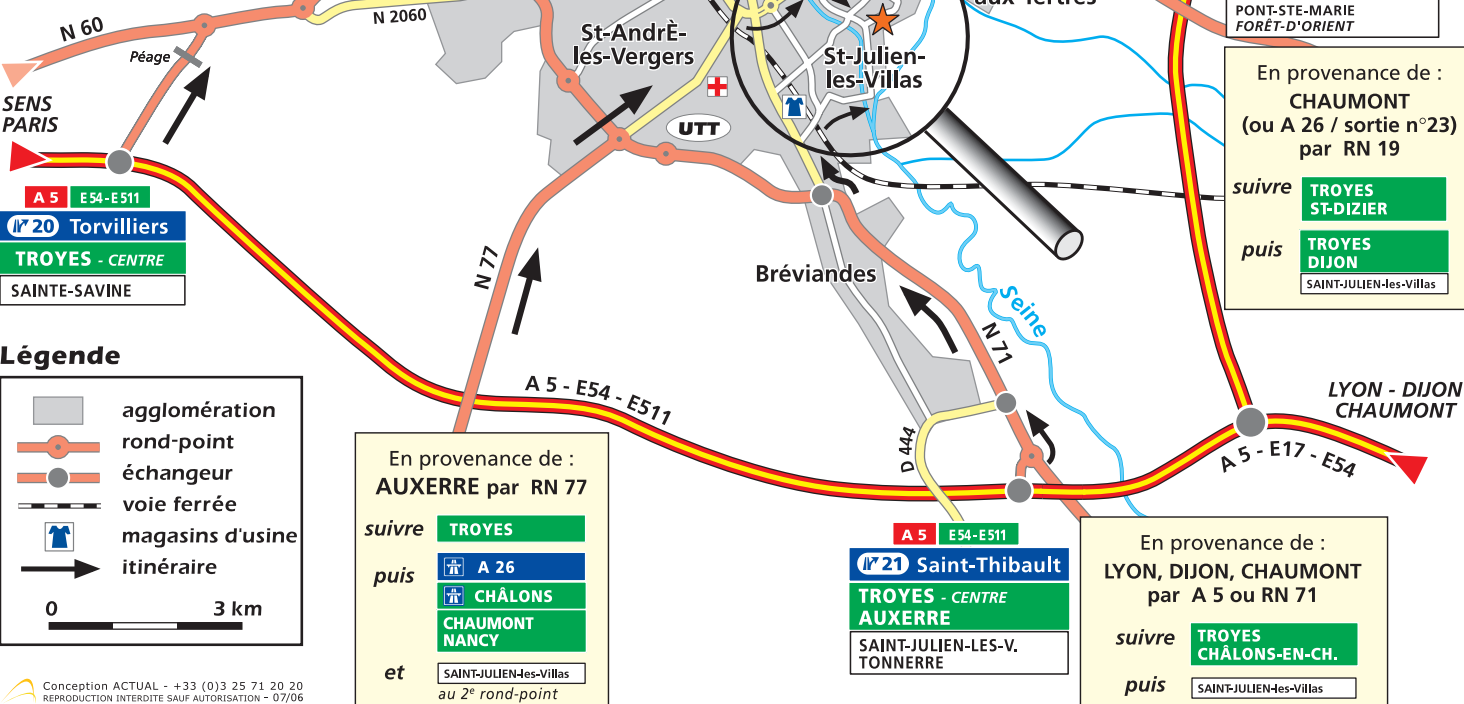 N 60
N 2060
Péage
SENS
PARIS
St-AndrÈ-
les-Vergers
St-Julien-
les-Villas
UTT
PONT-STE-MARIE
FORÊT-D'ORIENT
En provenance de :
CHAUMONT
(ou A 26 / sortie n°23)
par RN 19
suivre
TROYES
ST-DIZIER
puis
TROYES
DIJON
SAINT-JULIEN-les-Villas
A 5 E54-E511
20 Torvilliers
TROYES - CENTRE
SAINTE-SAVINE
N 77
Bréviandes
Seine
N 71
Légende
agglomération
rond-point
échangeur
voie ferrée
magasins d'usine
itinéraire
0 3 km
A 5 - E54 - E511
D 444
LYON - DIJON
CHAUMONT
A 5 - E17 - E54
En provenance de :
AUXERRE par RN 77
suivre
TROYES
puis
A 26
CHÂLONS
CHAUMONT
NANCY
et
SAINT-JULIEN-les-Villas
au 2e rond-point
A 5 E54-E511
21 Saint-Thibault
TROYES - CENTRE
AUXERRE
SAINT-JULIEN-LES-V.
TONNERRE
En provenance de :
LYON, DIJON, CHAUMONT
par A 5 ou RN 71
suivre
TROYES
CHÂLONS-EN-CH.
puis
SAINT-JULIEN-les-Villas
Conception ACTUAL - +33 (0)3 25 71 20 20
REPRODUCTION INTERDITE SAUF AUTORISATION - 07/06